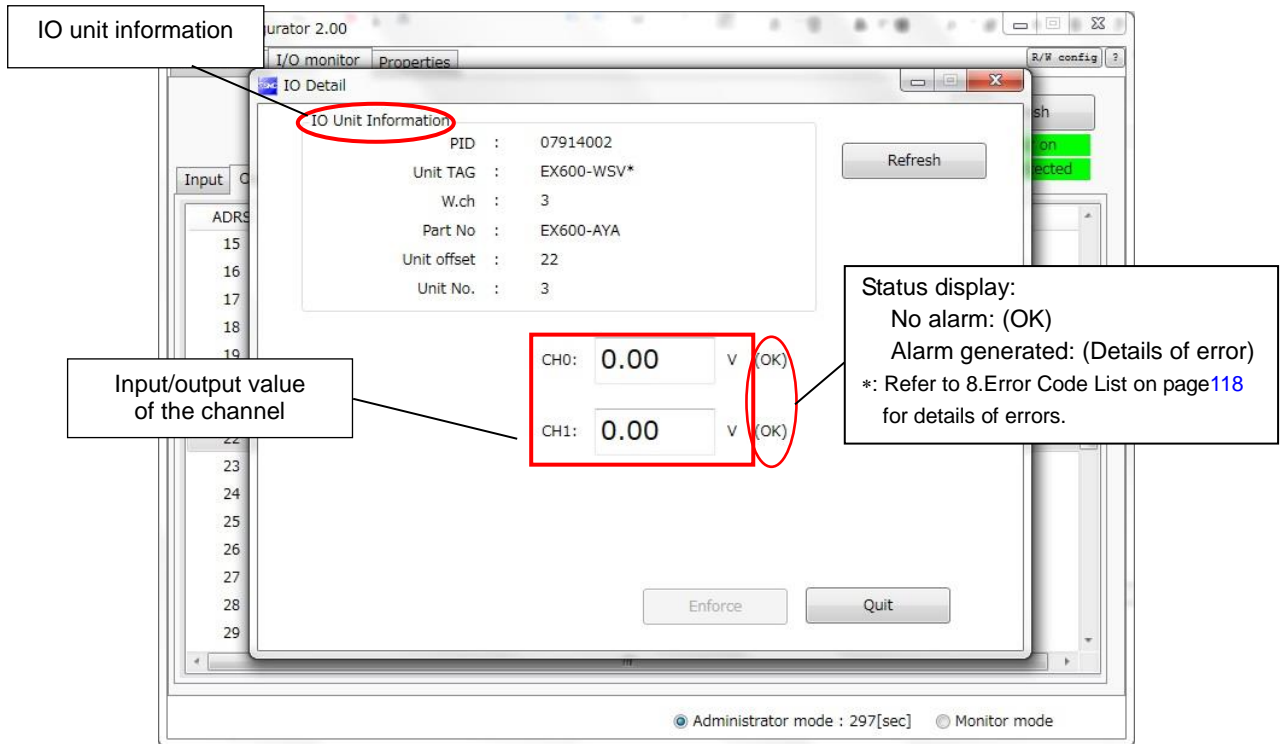 IO unit information
urator 2.00
I/O monitor Properties
R/W config ?
IO Detail
IO Unit Information
PID : 07914002
Unit TAG : EX600-WSV*
W.ch : 3
Part No : EX600-AYA
Unit offset : 22
Unit No. : 3
Refresh
sh
on
ected
Input O
ADRS
15
16
17
18
19
22
23
24
25
26
27
28
29
CH0: 0.00 V (OK)
CH1: 0.00 V (OK)
Input/output value
of the channel
Status display:
No alarm: (OK)
Alarm generated: (Details of error)
*: Refer to 8.Error Code List on page118
for details of errors.
Enforce
Quit
Administrator mode : 297[sec] Monitor mode